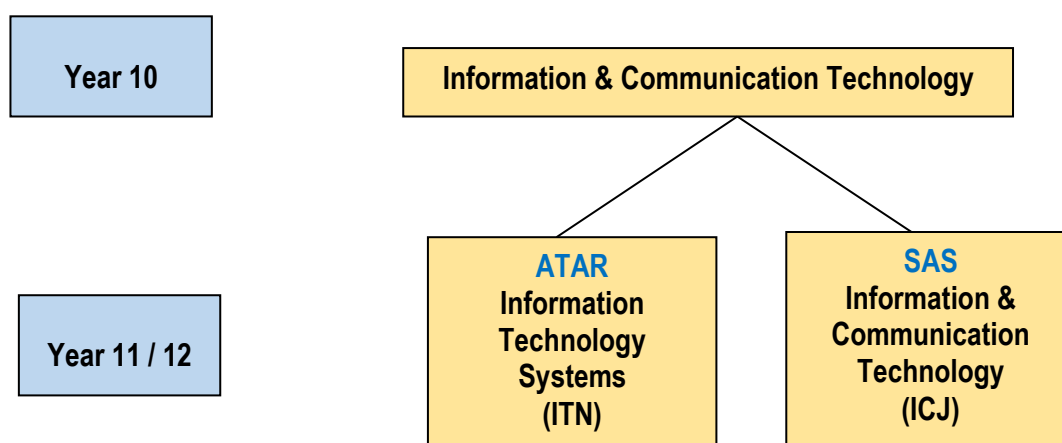 Year 10
Information & Communication Technology
ATAR
Information
Technology
Systems
(ITN)
SAS
Information &
Communication
Technology
(ICJ)
Year 11 / 12